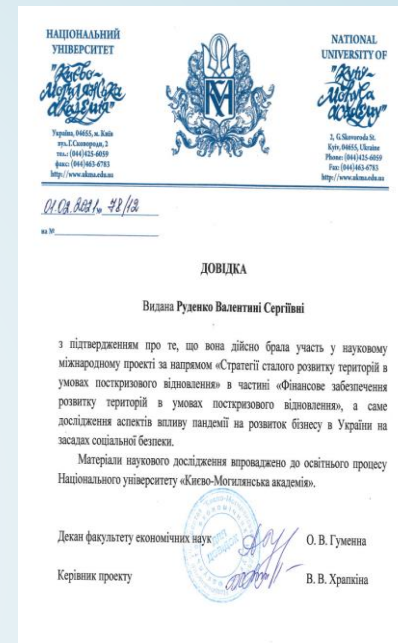 НАЦІОНАЛЬНИЙ
УНІВЕРСИТЕТ
"Києво-
Могилянська
академія"
Україна, 04655, м. Київ
вул. Г.Сковороди, 2
тел.: (044)425-6059
факс: (044)463-6783
http://www.ukma.edu.ua
NATIONAL
UNIVERSITY OF
"Kyiv-
Mohyla
Academy"
2, G.Skovoroda St.
Kyiv, 04655, Ukraine
Phone: (044)425-6059
Fax: (044)463-6783
http://www.ukma.edu.ua
01.02.2021 № 78/12
на №
ДОВІДКА
Видана Руденко Валентині Сергіївні
з підтвердженням про те, що вона дійсно брала участь у науковому
міжнародному проекті за напрямом «Стратегії сталого розвитку територій в
умовах посткризового відновлення» в частині «Фінансове забезпечення
розвитку територій в умовах посткризового відновлення», а саме
дослідження аспектів впливу пандемії на розвиток бізнесу в Україні на
засадах соціальної безпеки.
Матеріали наукового дослідження впроваджено до освітнього процесу
Національного університету «Києво-Могилянська академія».
Декан факультету економічних наук
О. В. Гуменна
Керівник проекту
В. В. Храпкіна